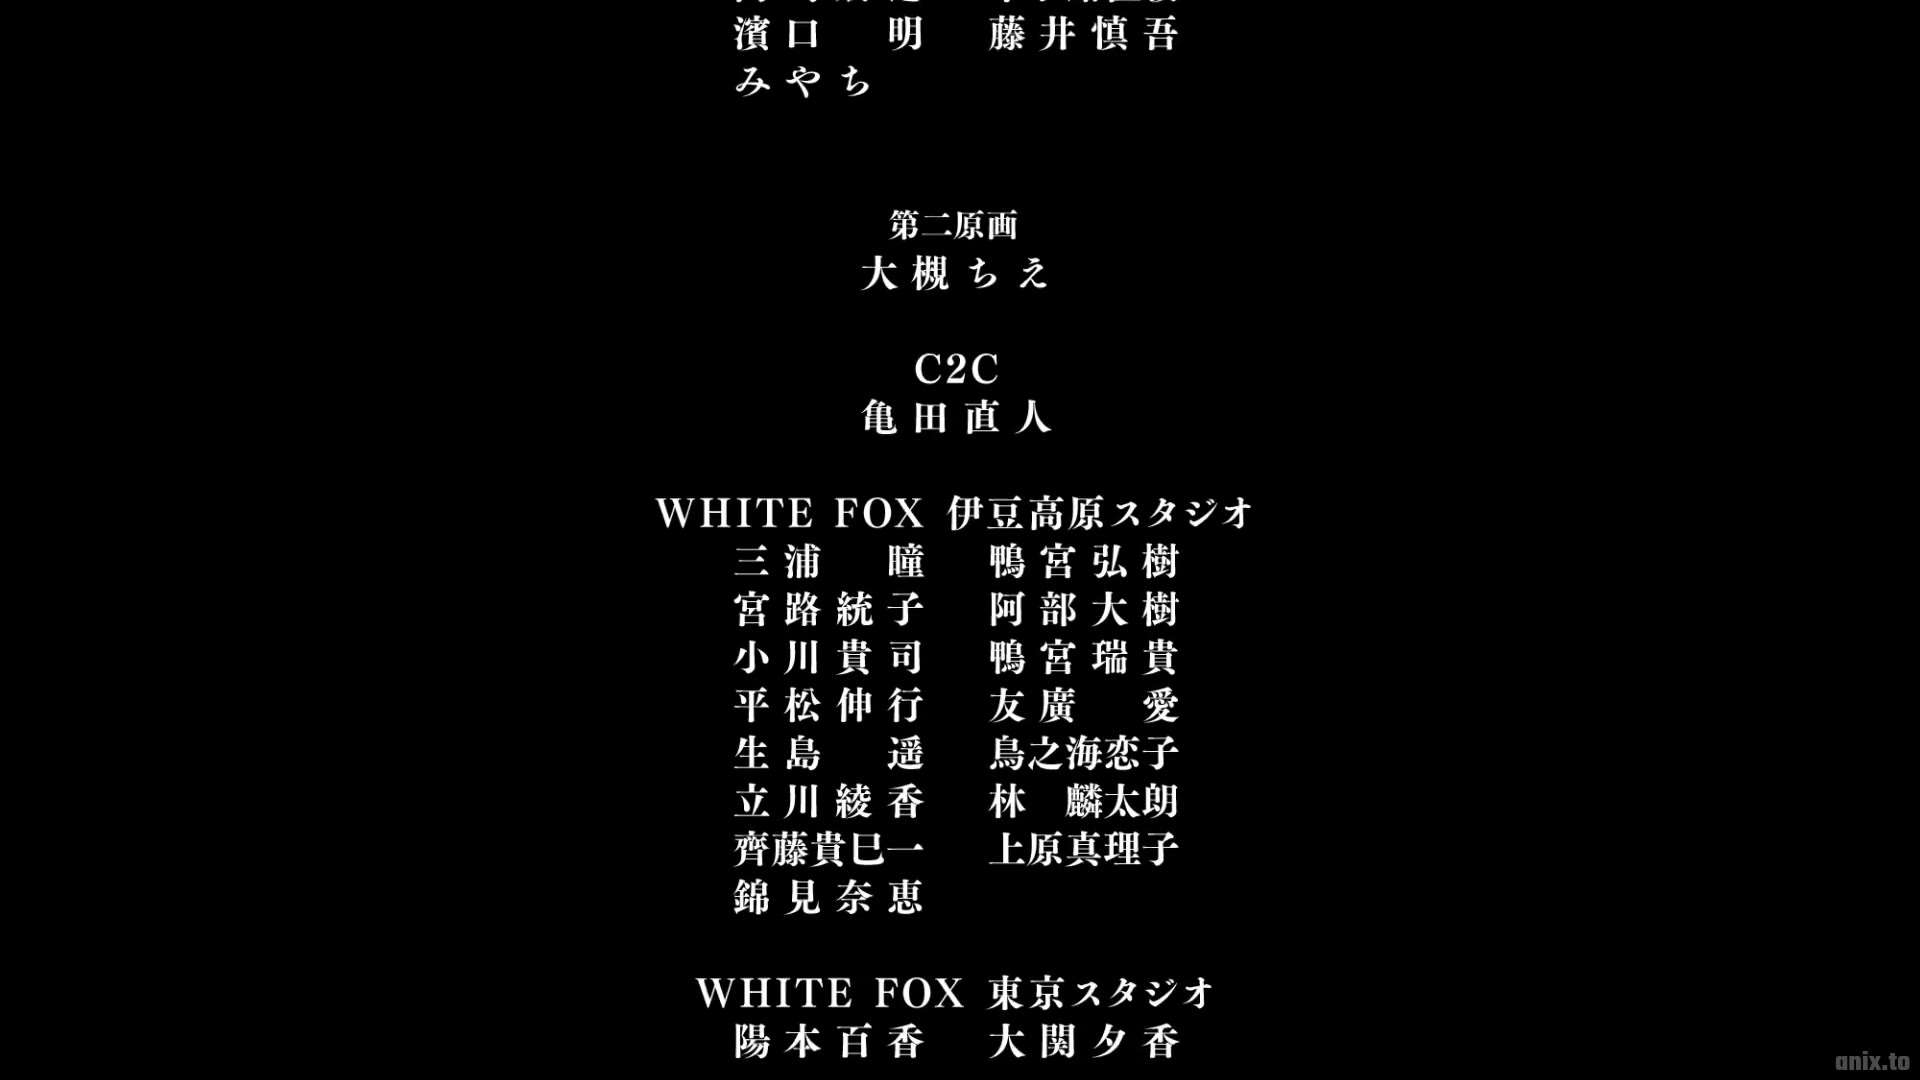 濱口 明 藤井慎吾
みやち
第二原画
大槻ちえ
C2C
亀田直人
WHITE FOX 伊豆高原スタジオ
三浦 瞳 鴨宮弘樹
宮路統子 阿部大樹
小川貴司 鴨宮瑞貴
平松伸行 友廣 愛
生島 遥 鳥之海恋子
立川綾香 林 麟太朗
齊藤貴巳一 上原真理子
錦見奈恵
WHITE FOX 東京スタジオ
陽本百香 大関夕香
anix.to